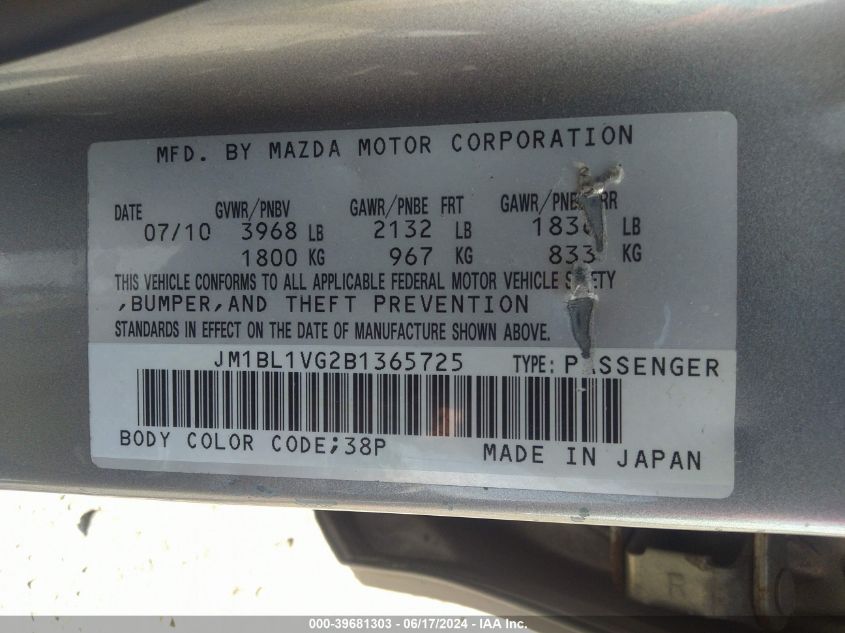 MFD. BY MAZDA MOTOR CORPORATION
DATE GVWR/PNBV GAWR/PNBE FRT
07/10 3968 LB 2132 LB LB
1800 KG 967 KG 833 KG
THIS VEHICLE CONFORMS TO ALL APPLICABLE FEDERAL MOTOR VEHICLE SAFETY
,BUMPER,AND THEFT PREVENTION
STANDARDS IN EFFECT ON THE DATE OF MANUFACTURE SHOWN ABOVE.
JM1BL1VG2B1365725 TYPE: PASSENGER
BODY COLOR CODE;38P MADE IN JAPAN
R
000-39681303 - 06/17/2024 - IAA Inc.